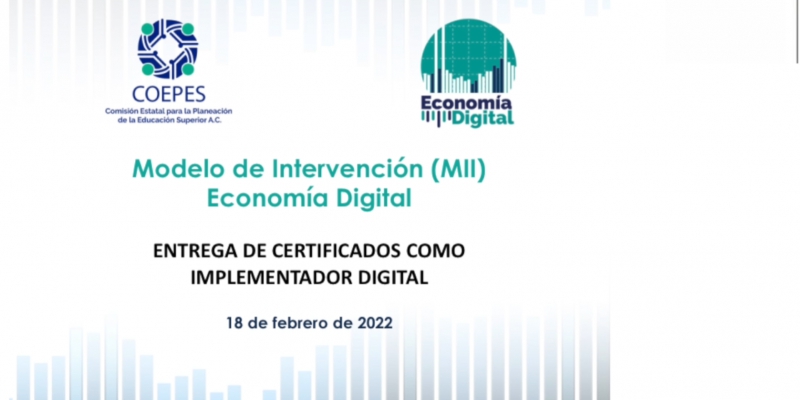 COEPES
Comisión Estatal para la Planeación
de la Educación Superior A.C.
Economía
Digital
Modelo de Intervención (MII)
Economía Digital
ENTREGA DE CERTIFICADOS COMO
IMPLEMENTADOR DIGITAL
18 de febrero de 2022